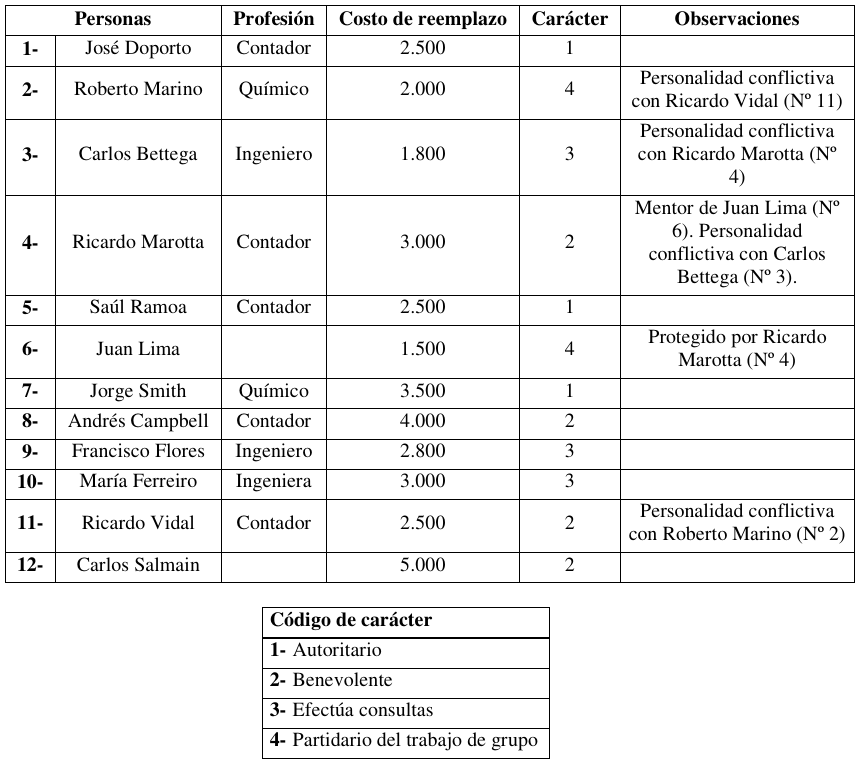 Personas Profesión Costo de reemplazo Carácter Observaciones
1- José Doporto Contador 2.500 1
2- Roberto Marino Químico 2.000 4 Personalidad conflictiva
con Ricardo Vidal (Nº 11)
3- Carlos Bettega Ingeniero 1.800 3 Personalidad conflictiva
con Ricardo Marotta (Nº
4)
4- Ricardo Marotta Contador 3.000 2 Mentor de Juan Lima (Nº
6). Personalidad
conflictiva con Carlos
Bettega (Nº 3).
5- Saúl Ramoa Contador 2.500 1
6- Juan Lima 1.500 4 Protegido por Ricardo
Marotta (Nº 4)
7- Jorge Smith Químico 3.500 1
8- Andrés Campbell Contador 4.000 2
9- Francisco Flores Ingeniero 2.800 3
10- María Ferreiro Ingeniera 3.000 3
11- Ricardo Vidal Contador 2.500 2 Personalidad conflictiva
con Roberto Marino (Nº 2)
12- Carlos Salmain 5.000 2
Código de carácter
1- Autoritario
2- Benevolente
3- Efectúa consultas
4- Partidario del trabajo de grupo